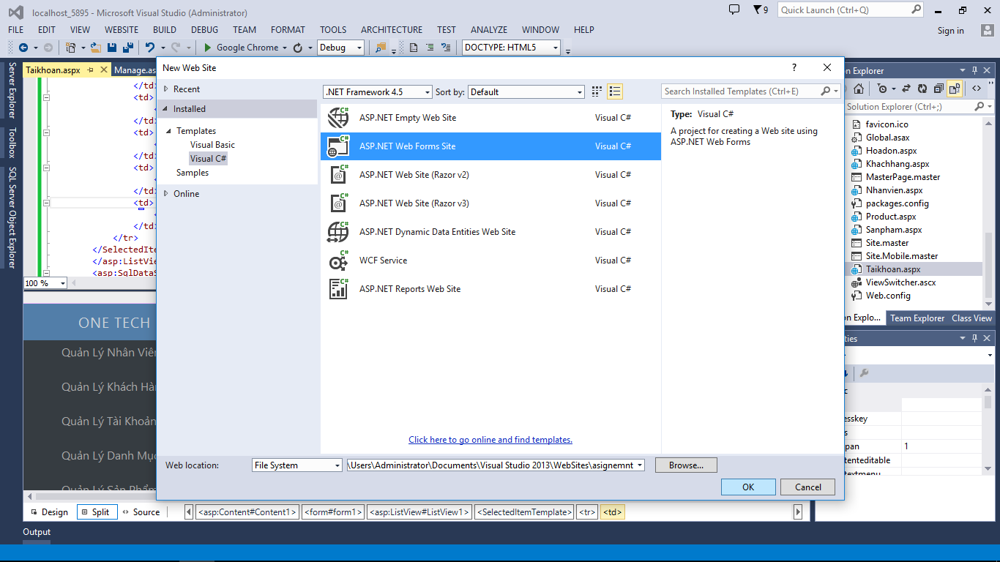 localhost_5895 - Microsoft Visual Studio (Administrator)
9
Quick Launch (Ctrl+Q)
FILE EDIT VIEW WEBSITE BUILD DEBUG TEAM FORMAT TOOLS ARCHITECTURE TEST ANALYZE WINDOW HELP
Sign in
Google Chrome
Debug
DOCTYPE: HTML5
Server Explorer
Toolbox
SQL Server Object Explorer
Taikhoan.aspx
Manage.as
</td>
<td>
</td>
<td>
</td>
<td>
</td>
<td>
</td>
</tr>
</SelectedIte
</asp:ListView
<asp:SqlDataS
100 %
ONE TECH
Quản Lý Nhân Viên
Quản Lý Khách Hàn
Quản Lý Tài Khoản
Quản Lý Danh Mục
Quản Lý Sản Phẩm
Design
Split
Source
<asp:Content#Content1>
<form#form1>
<asp:ListView#ListView1>
<SelectedItemTemplate>
<tr>
<td>
Output
New Web Site
?
Recent
Installed
Templates
Visual Basic
Visual C#
Samples
Online
.NET Framework 4.5
Sort by:
Default
Search Installed Templates (Ctrl+E)
ASP.NET Empty Web Site Visual C#
ASP.NET Web Forms Site Visual C#
ASP.NET Web Site (Razor v2) Visual C#
ASP.NET Web Site (Razor v3) Visual C#
ASP.NET Dynamic Data Entities Web Site Visual C#
WCF Service Visual C#
ASP.NET Reports Web Site Visual C#
Type: Visual C#
A project for creating a Web site using
ASP.NET Web Forms
Click here to go online and find templates.
Web location:
File System
\Users\Administrator\Documents\Visual Studio 2013\WebSites\asignemnt
Browse...
OK
Cancel
n Explorer
Solution Explorer (Ctrl+;)
favicon.ico
Global.asax
Hoadon.aspx
Khachhang.aspx
MasterPage.master
Nhanvien.aspx
packages.config
Product.aspx
Sanpham.aspx
Site.master
Site.Mobile.master
Taikhoan.aspx
ViewSwitcher.ascx
Web.config
n Explo...
Team Explorer
Class View
ties
c
esskey
s
pan 1
tenteditable
textmenu